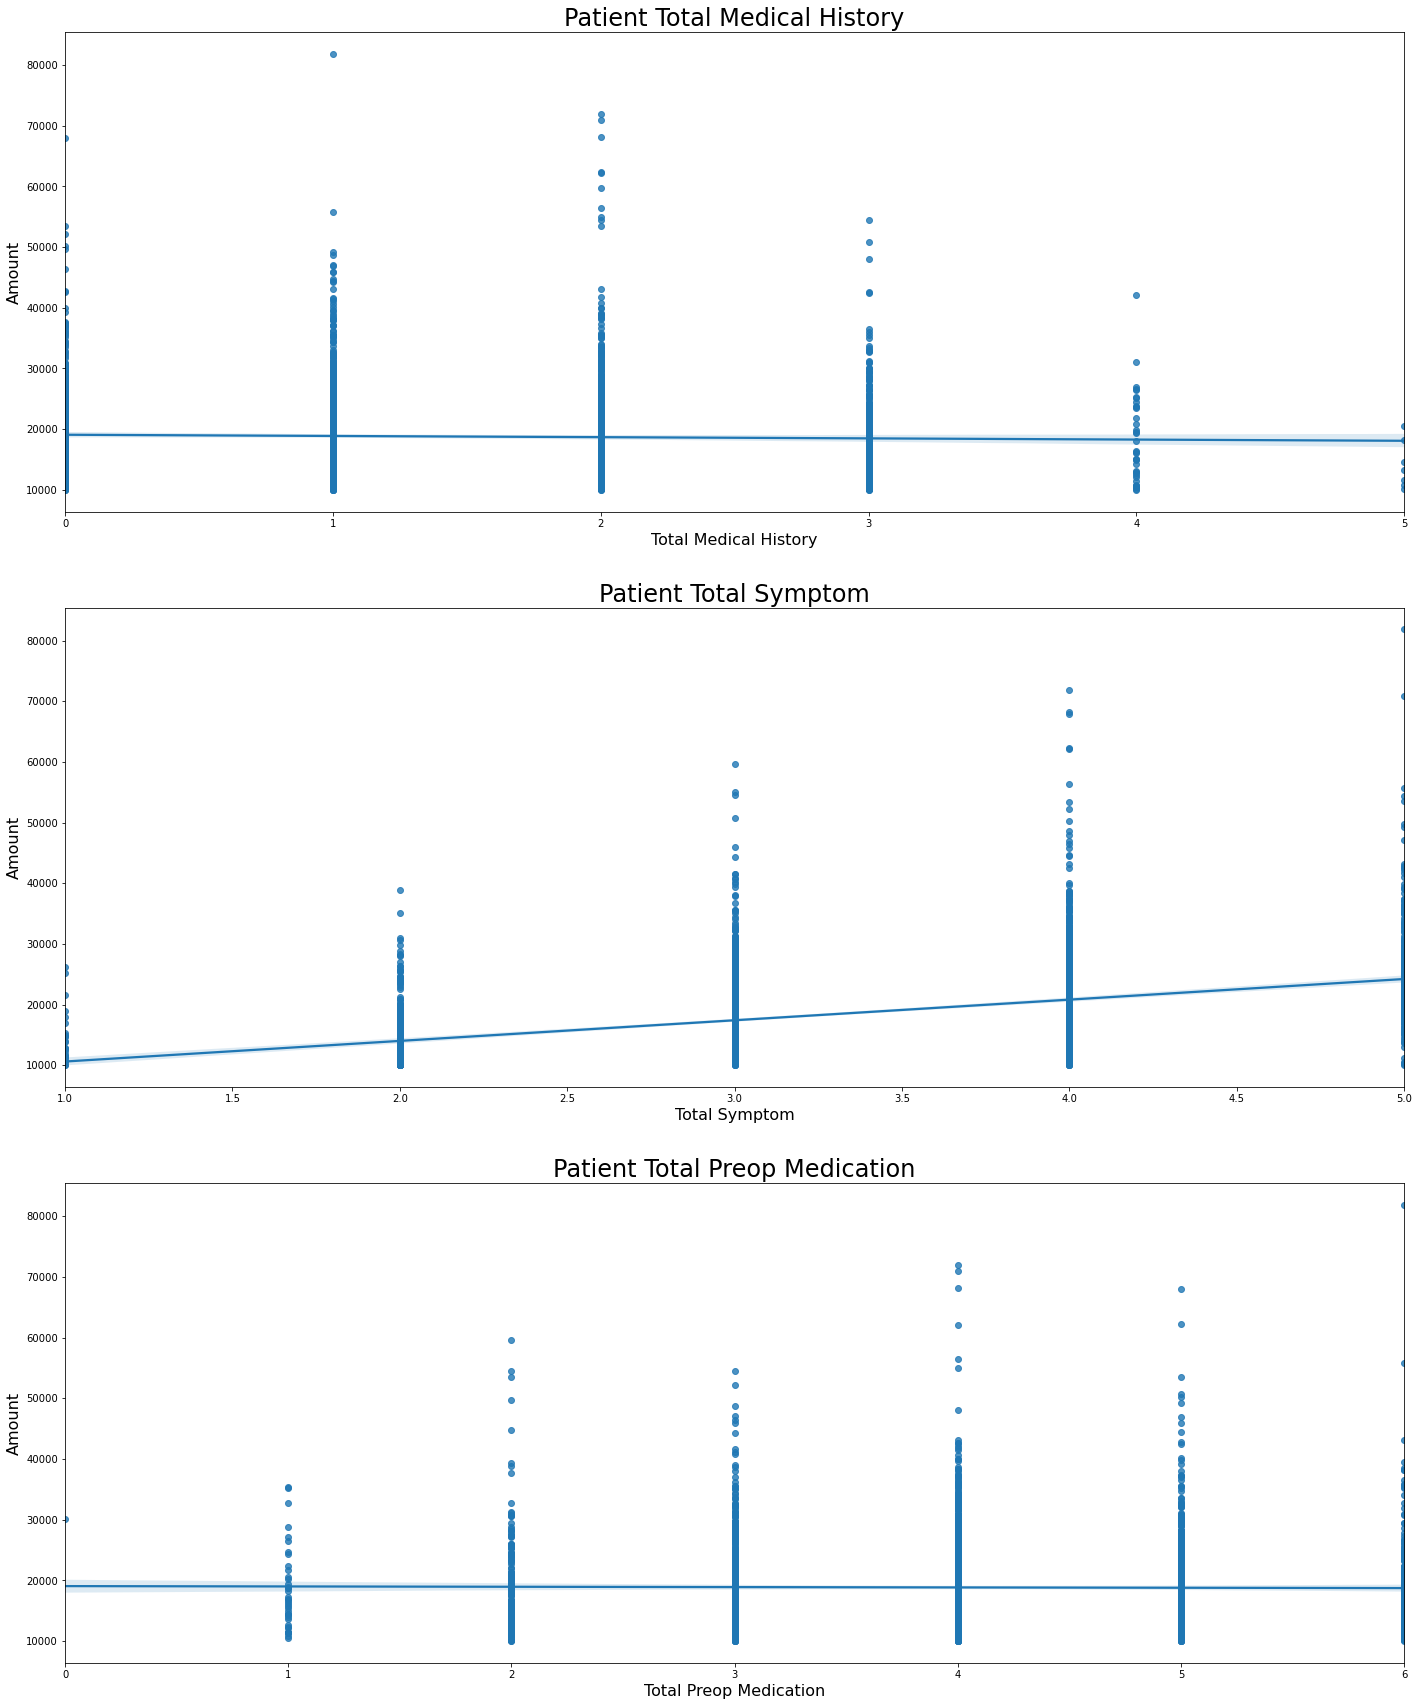 Patient Total Medical History
80000
70000
60000
50000
40000
30000
20000
10000
Amount
0 1 2 3 4 5
Total Medical History
Patient Total Symptom
80000
70000
60000
50000
40000
30000
20000
10000
Amount
1.0 1.5 2.0 2.5 3.0 3.5 4.0 4.5 5.0
Total Symptom
Patient Total Preop Medication
80000
70000
60000
50000
40000
30000
20000
10000
Amount
0 1 2 3 4 5 6
Total Preop Medication